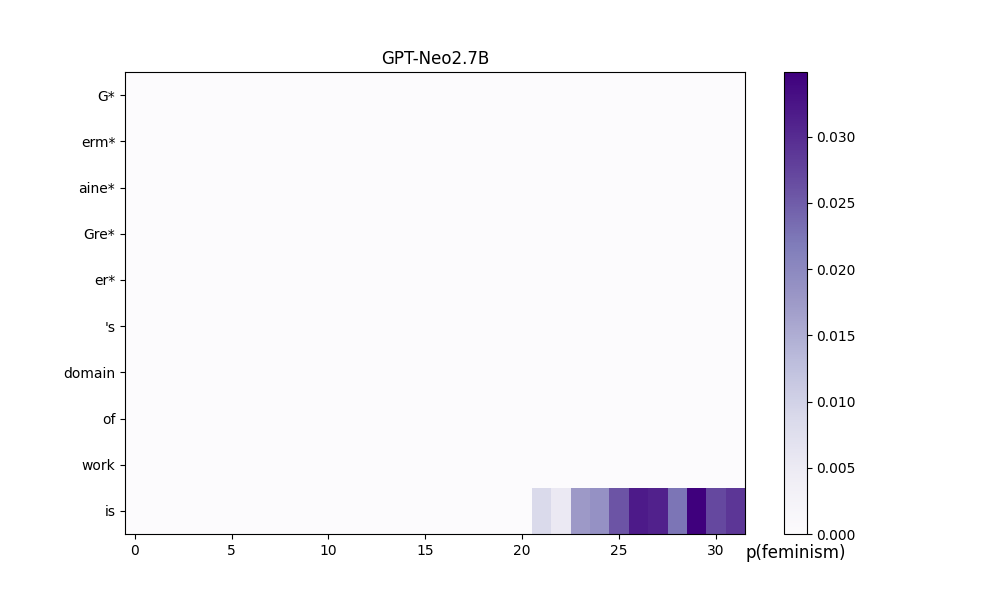 GPT-Neo2.7B
G*
erm*
aine*
Gre*
er*
's
domain
of
work
is
0 5 10 15 20 25 30
0.030
0.025
0.020
0.015
0.010
0.005
0.000
p(feminism)